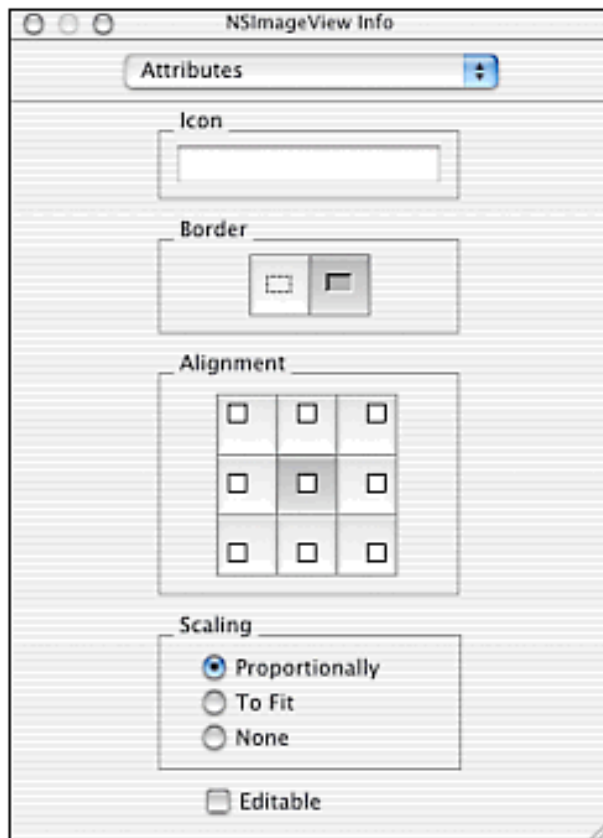 NSImageView Info
Attributes
Icon
Border
Alignment
Scaling
Proportionally
To Fit
None
Editable